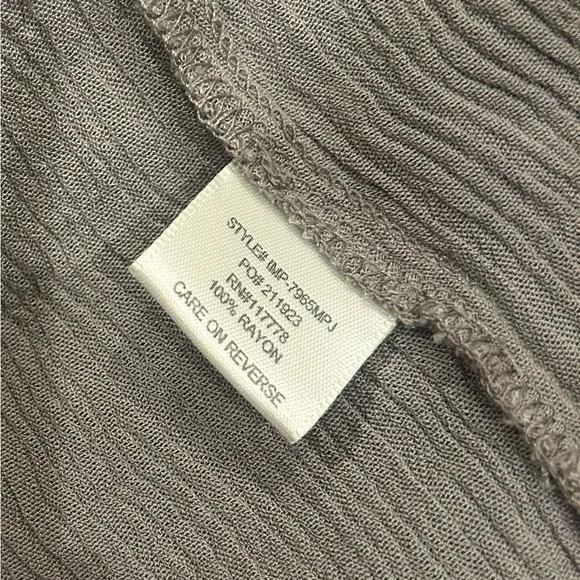 STYLE# IMP-7965MPJ
PO# 211923
RN#117778
100% RAYON
CARE ON REVERSE